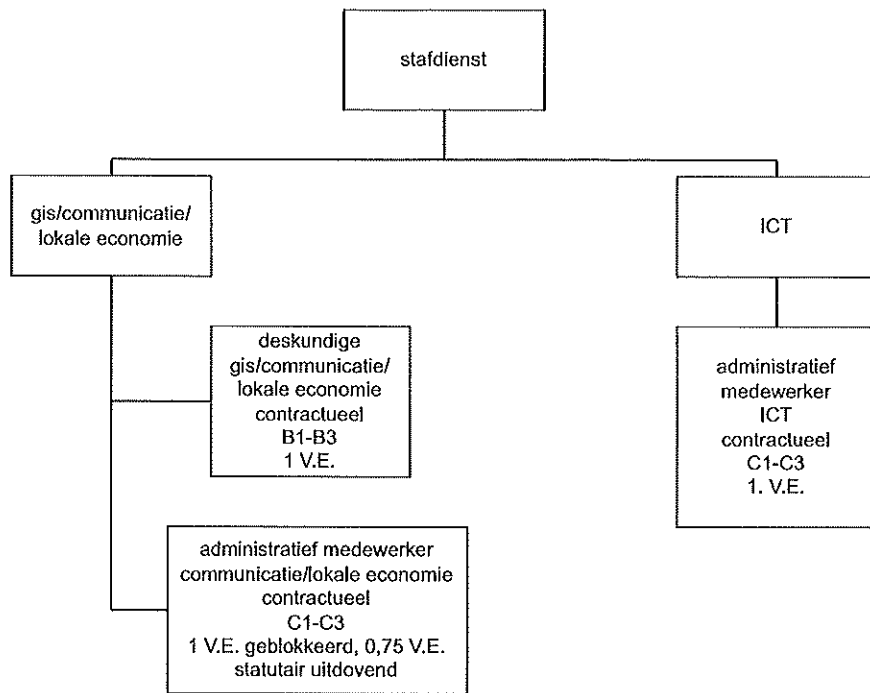 stafdienst
gis/communicatie/
lokale economie
ICT
deskundige
gis/communicatie/
lokale economie
contractueel
B1-B3
1 V.E.
administratief
medewerker
ICT
contractueel
C1-C3
1. V.E.
administratief medewerker
communicatie/lokale economie
contractueel
C1-C3
1 V.E. geblokkeerd, 0,75 V.E.
statutair uitdovend